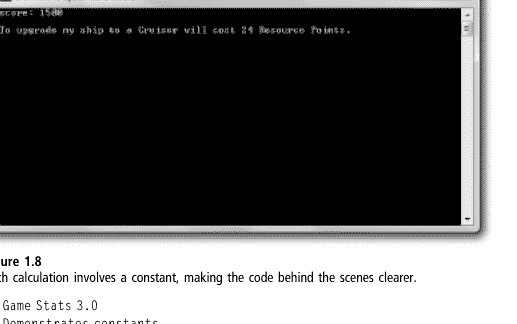 score: 1500
To upgrade my ship to a Cruiser will cost 24 Resource Points.
ure 1.8
h calculation involves a constant, making the code behind the scenes clearer.
Game Stats 3.0
Demonstrates constants